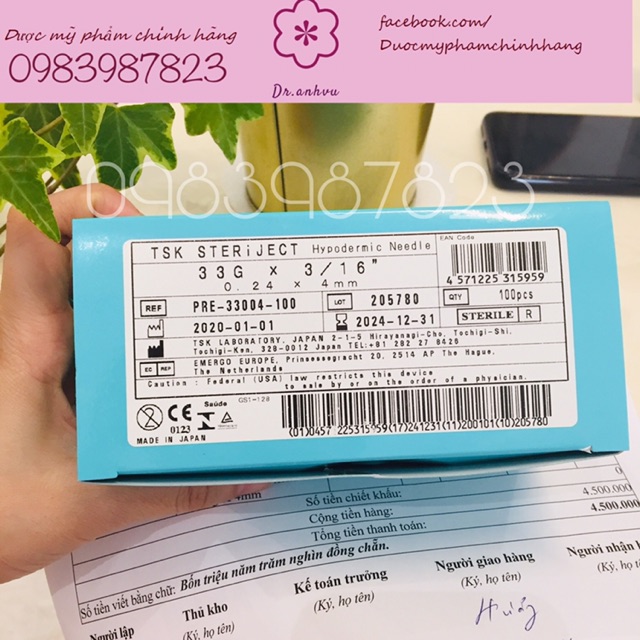 Dược mỹ phẩm chính hãng
0983987823
Dr.anhvu
facebook.com/
Duocmyphamchinhhang
0983987823
TSK STERiJECT Hypodermic Needle
33G x 3/16"
0.24 x 4mm
EAN Code
4 571225 315959
REF PRE-33004-100 LOT 205780 QTY 100pcs
2020-01-01 2024-12-31 STERILE R
TSK LABORATORY, JAPAN 2-1-5 Hirayanagi-Cho, Tochigi-Shi,
Tochigi-Ken, 328-0012 Japan TEL:+81 282 27 8426
EC REP EMERGO EUROPE, Prinsessegracht 20, 2514 AP The Hague,
The Netherlands
Caution : Federal (USA) law restricts this device
to sale by or on the order of a physician.
CE 0123
Saúde
GS1-128
MADE IN JAPAN
(01)04571225315959(17)241231(11)200101(10)205780
4mm
Số tiền chiết khấu: 0
Cộng tiền hàng: 4.500.000
Tổng tiền thanh toán: 4.500.000
Số tiền viết bằng chữ: Bốn triệu năm trăm nghìn đồng chẵn.
Người lập Thủ kho Kế toán trưởng Người giao hàng Người nhận
(Ký, họ tên) (Ký, họ tên) (Ký, họ tên) (Ký, họ tên)